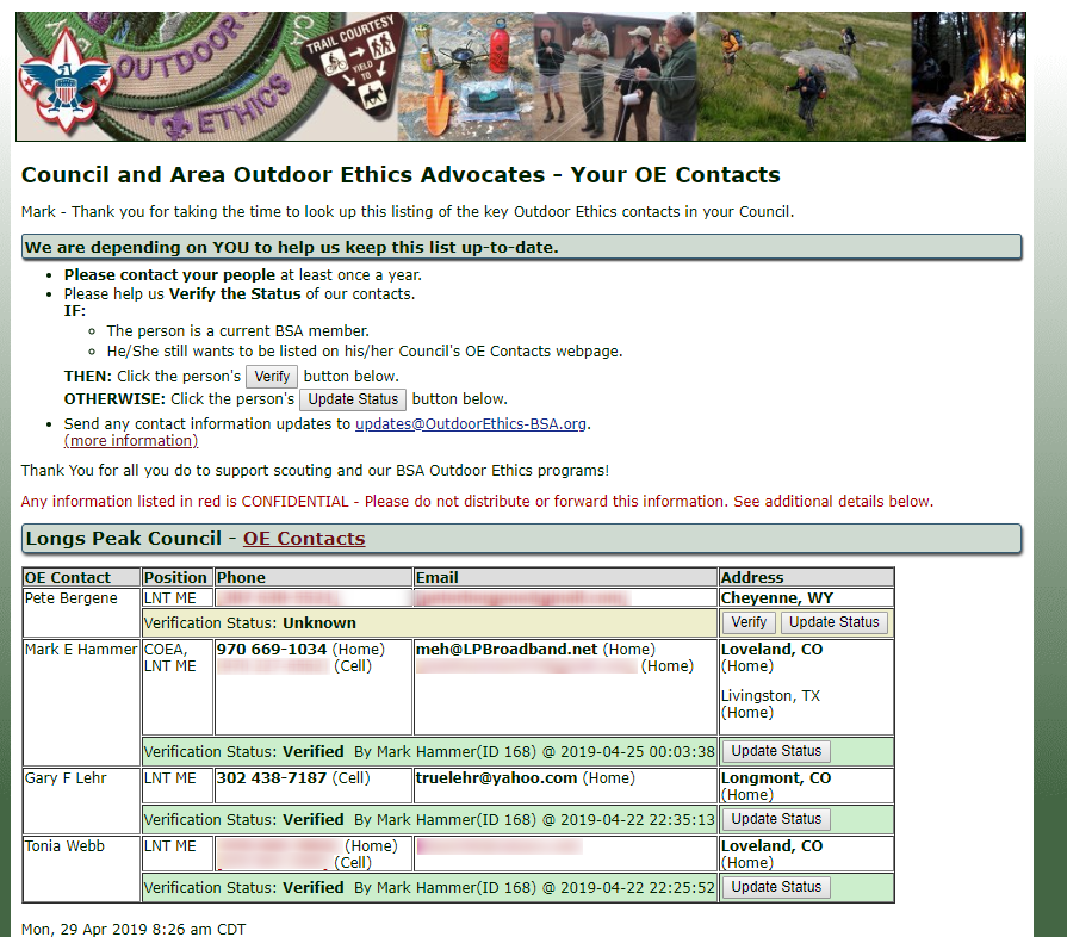 OUTDOOR
ETHICS
CA
TRAIL COURTESY
YIELD
TO
Council and Area Outdoor Ethics Advocates - Your OE Contacts
Mark - Thank you for taking the time to look up this listing of the key Outdoor Ethics contacts in your Council.
We are depending on YOU to help us keep this list up-to-date.
• Please contact your people at least once a year.
• Please help us Verify the Status of our contacts.
IF:
○ The person is a current BSA member.
○ He/She still wants to be listed on his/her Council's OE Contacts webpage.
THEN: Click the person's Verify button below.
OTHERWISE: Click the person's Update Status button below.
• Send any contact information updates to updates@OutdoorEthics-BSA.org.
(more information)
Thank You for all you do to support scouting and our BSA Outdoor Ethics programs!
Any information listed in red is CONFIDENTIAL - Please do not distribute or forward this information. See additional details below.
Longs Peak Council - OE Contacts
OE Contact Position Phone Email Address
Pete Bergene LNT ME Cheyenne, WY
Verification Status: Unknown Verify Update Status
Mark E Hammer COEA, 970 669-1034 (Home) meh@LPBroadband.net (Home) Loveland, CO
LNT ME (Cell) (Home) (Home)
Livingston, TX
(Home)
Verification Status: Verified By Mark Hammer(ID 168) @ 2019-04-25 00:03:38 Update Status
Gary F Lehr LNT ME 302 438-7187 (Cell) truelehr@yahoo.com (Home) Longmont, CO
(Home)
Verification Status: Verified By Mark Hammer(ID 168) @ 2019-04-22 22:35:13 Update Status
Tonia Webb LNT ME (Home) Loveland, CO
(Cell) (Home)
Verification Status: Verified By Mark Hammer(ID 168) @ 2019-04-22 22:25:52 Update Status
Mon, 29 Apr 2019 8:26 am CDT